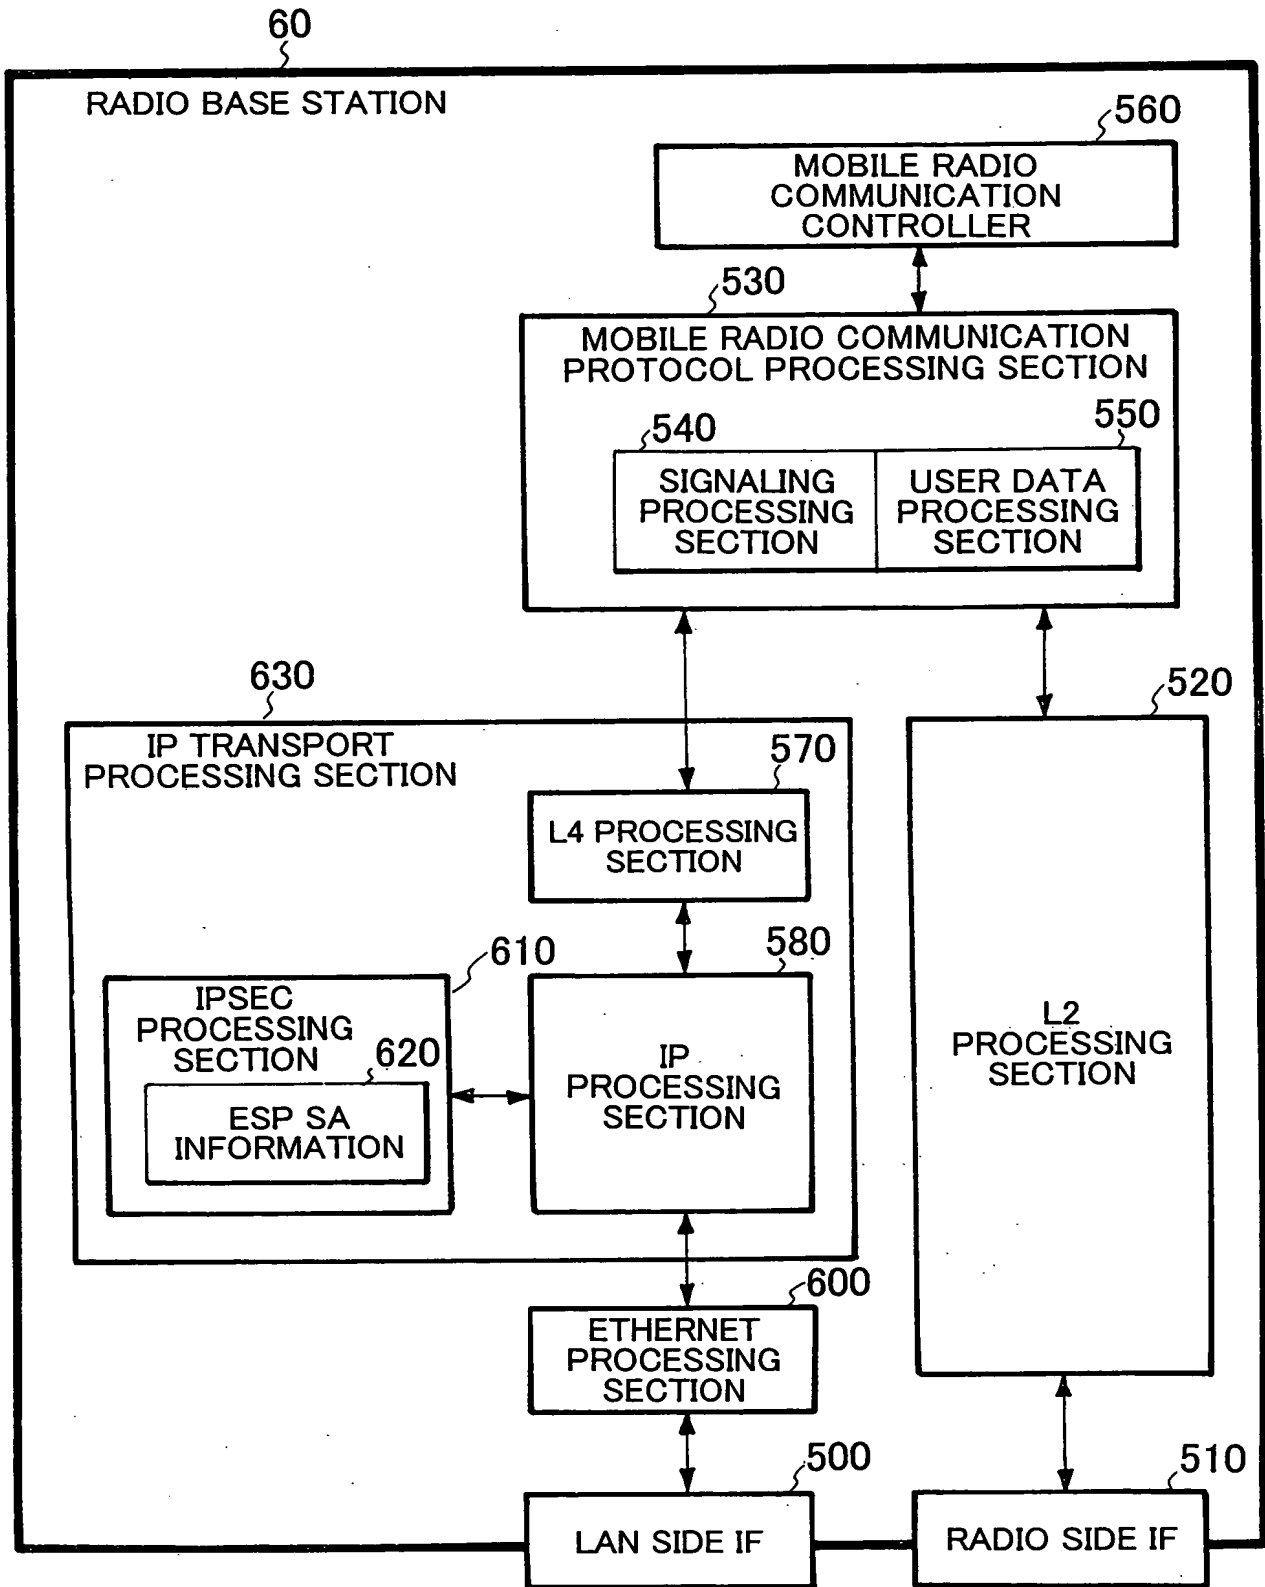 60
RADIO BASE STATION
560
MOBILE RADIO
COMMUNICATION
CONTROLLER
530
MOBILE RADIO COMMUNICATION
PROTOCOL PROCESSING SECTION
540
SIGNALING
PROCESSING
SECTION
550
USER DATA
PROCESSING
SECTION
630
IP TRANSPORT
PROCESSING SECTION
570
L4 PROCESSING
SECTION
520
L2
PROCESSING
SECTION
610
IPSEC
PROCESSING
SECTION
620
ESP SA
INFORMATION
580
IP
PROCESSING
SECTION
600
ETHERNET
PROCESSING
SECTION
500
LAN SIDE IF
510
RADIO SIDE IF